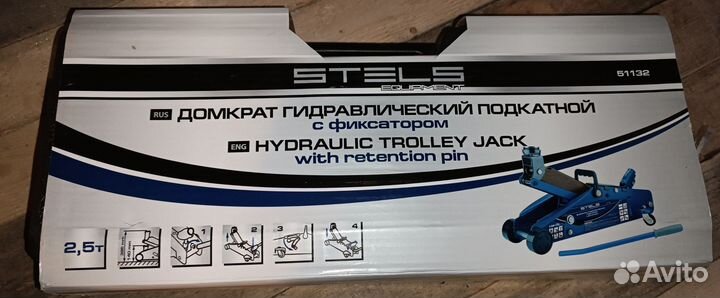 STELS
EQUIPMENT
51132
RUS ДОМКРАТ ГИДРАВЛИЧЕСКИЙ ПОДКАТНОЙ
с фиксатором
ENG HYDRAULIC TROLLEY JACK
with retention pin
STELS
2,5т
1
2
3
4
Avito